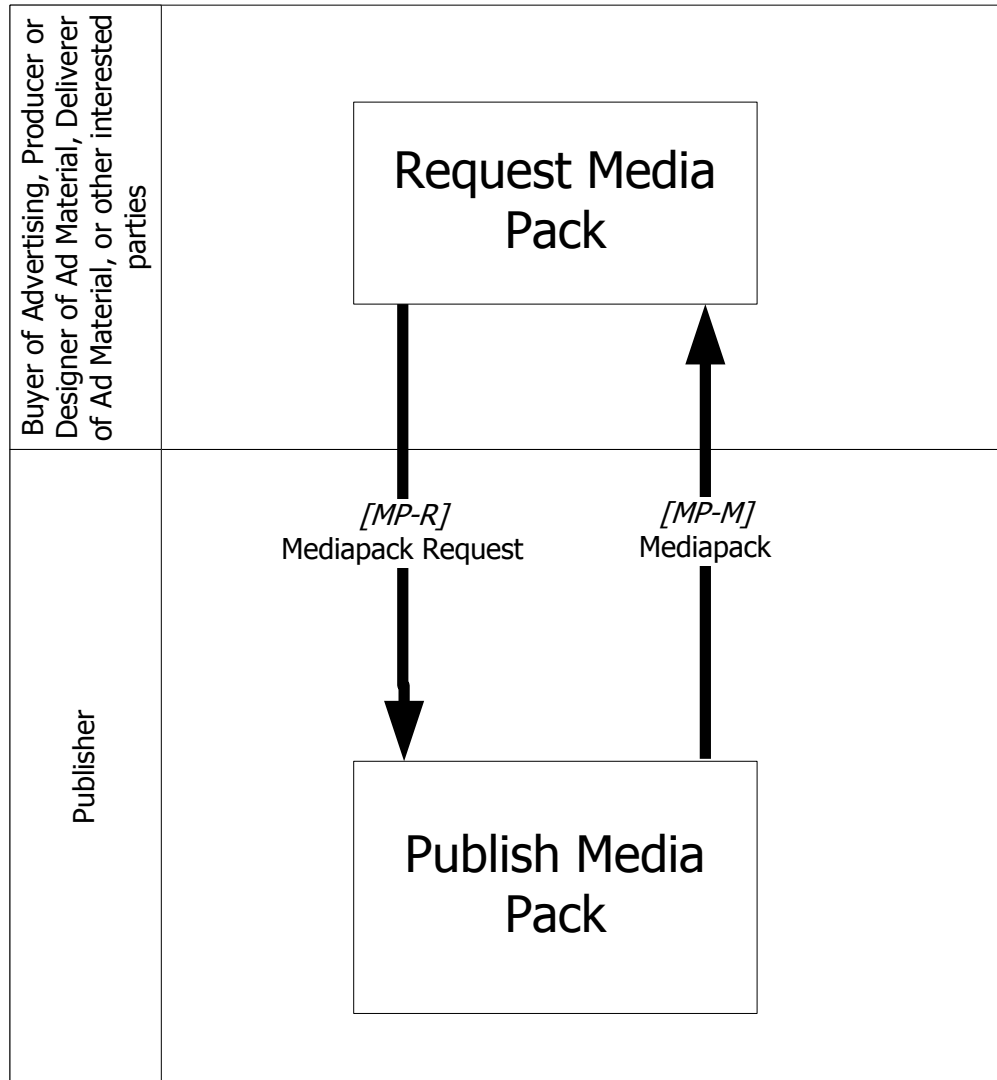 Buyer of Advertising, Producer or
Designer of Ad Material, Deliverer
of Ad Material, or other interested
parties
Request Media
Pack
[MP-R]
Mediapack Request
[MP-M]
Mediapack
Publisher
Publish Media
Pack